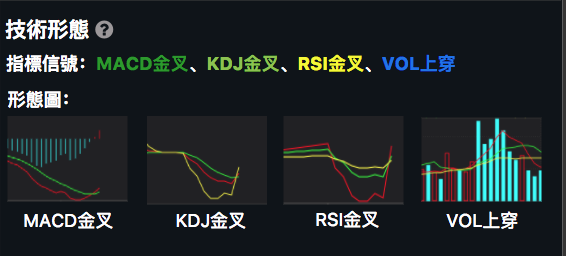 技術形態 ?
指標信號：MACD金叉、KDJ金叉、RSI金叉、VOL上穿
形態圖：
MACD金叉 KDJ金叉 RSI金叉 VOL上穿